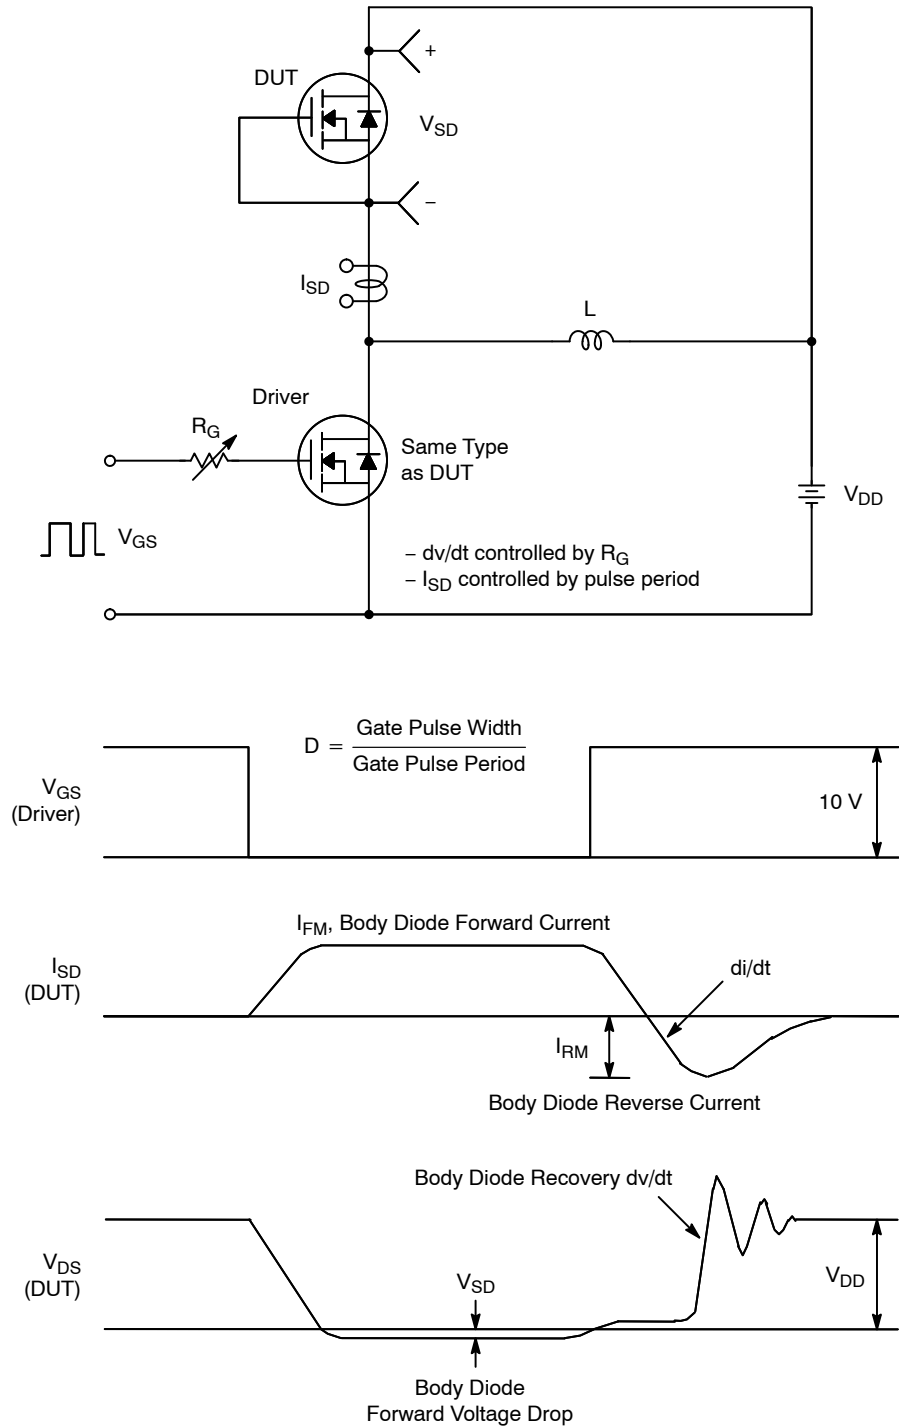 +
DUT
V_SD
−
I_SD
L
Driver
R_G
Same Type
as DUT
V_DD
V_GS
− dv/dt controlled by R_G
− I_SD controlled by pulse period
D = Gate Pulse Width
Gate Pulse Period
V_GS
(Driver)
10 V
I_FM, Body Diode Forward Current
I_SD
(DUT)
di/dt
I_RM
Body Diode Reverse Current
Body Diode Recovery dv/dt
V_DS
(DUT)
V_SD
V_DD
Body Diode
Forward Voltage Drop